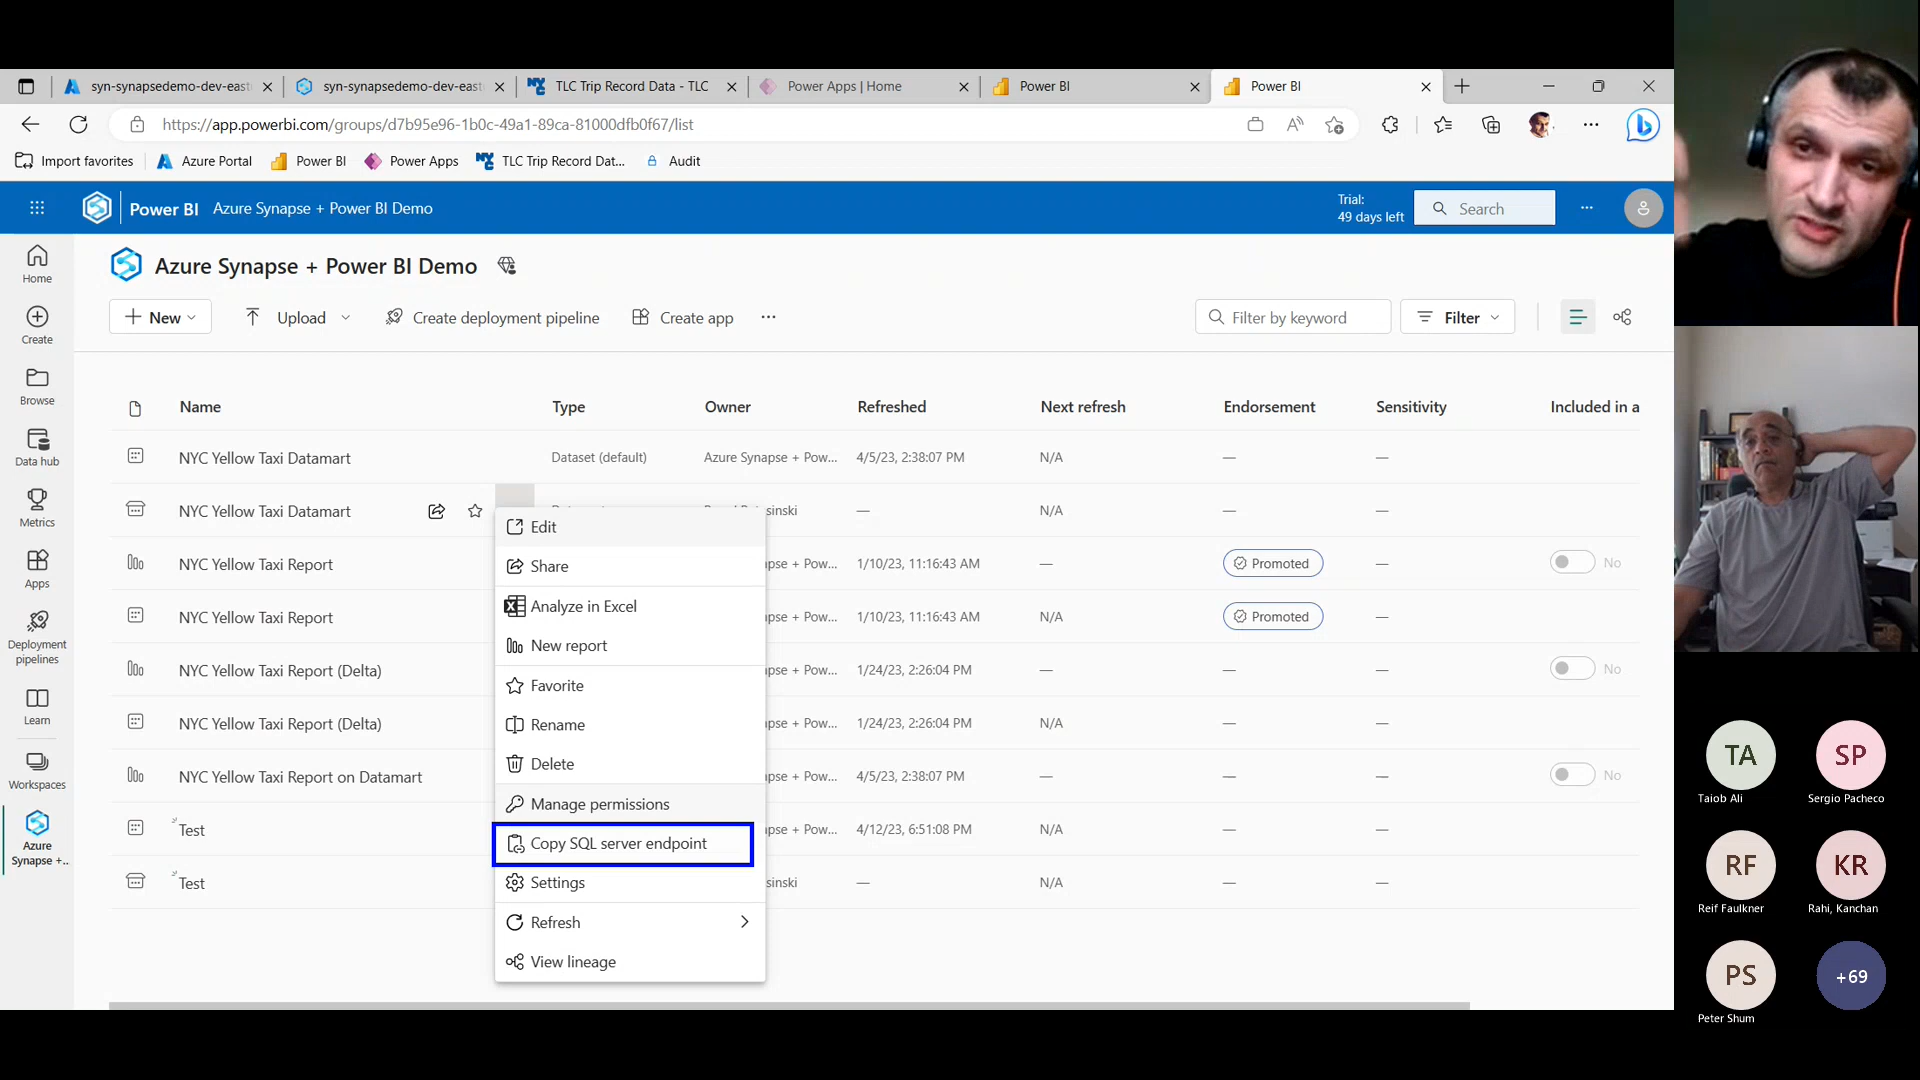 syn-synapsedemo-dev-east
syn-synapsedemo-dev-east
TLC Trip Record Data - TLC
Power Apps | Home
Power BI
Power BI
https://app.powerbi.com/groups/d7b95e96-1b0c-49a1-89ca-81000dfb0f67/list
Import favorites
Azure Portal
Power BI
Power Apps
TLC Trip Record Dat...
Audit
Power BI
Azure Synapse + Power BI Demo
Trial:
49 days left
Search
Home
Create
Browse
Data hub
Metrics
Apps
Deployment
pipelines
Learn
Workspaces
Azure
Synapse +..
Azure Synapse + Power BI Demo
New
Upload
Create deployment pipeline
Create app
Filter by keyword
Filter
Name Type Owner Refreshed Next refresh Endorsement Sensitivity Included in a
NYC Yellow Taxi Datamart Dataset (default) Azure Synapse + Pow... 4/5/23, 2:38:07 PM N/A — —
NYC Yellow Taxi Datamart sinski — N/A — —
NYC Yellow Taxi Report pse + Pow... 1/10/23, 11:16:43 AM — Promoted — No
NYC Yellow Taxi Report pse + Pow... 1/10/23, 11:16:43 AM N/A Promoted —
NYC Yellow Taxi Report (Delta) pse + Pow... 1/24/23, 2:26:04 PM — — — No
NYC Yellow Taxi Report (Delta) pse + Pow... 1/24/23, 2:26:04 PM N/A — —
NYC Yellow Taxi Report on Datamart pse + Pow... 4/5/23, 2:38:07 PM — — — No
Test pse + Pow... 4/12/23, 6:51:08 PM N/A — —
Test sinski — N/A — —
Edit
Share
Analyze in Excel
New report
Favorite
Rename
Delete
Manage permissions
Copy SQL server endpoint
Settings
Refresh
View lineage
TA
Taiob Ali
SP
Sergio Pacheco
RF
Reif Faulkner
KR
Rahi, Kanchan
PS
Peter Shum
+69